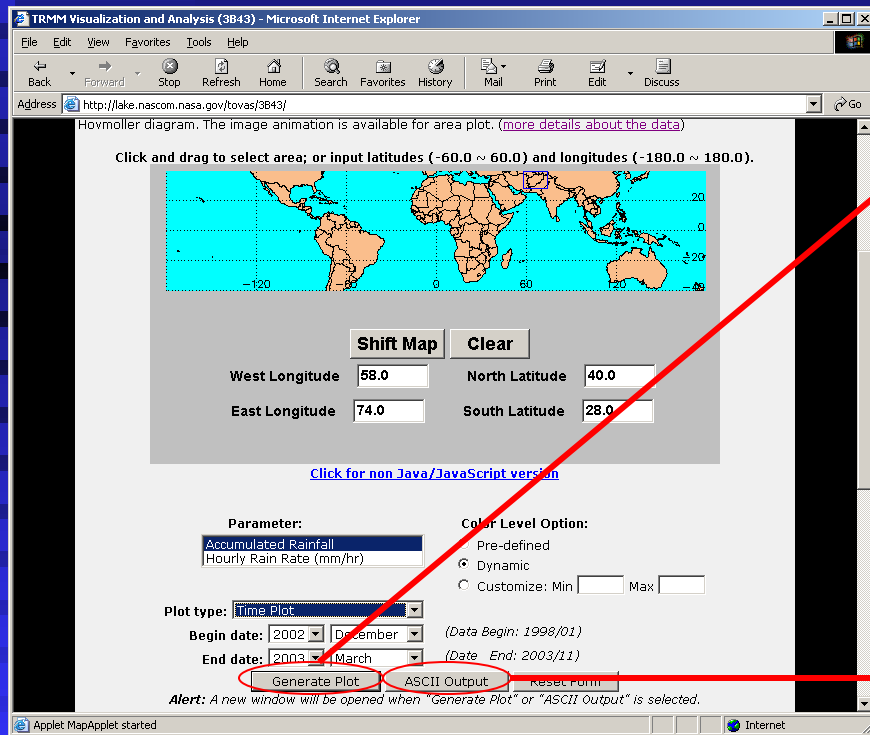 TRMM Visualization and Analysis (3B43) - Microsoft Internet Explorer
File Edit View Favorites Tools Help
Back Forward Stop Refresh Home Search Favorites History Mail Print Edit Discuss
Address http://lake.nascom.nasa.gov/tovas/3B43/ Go
Hovmoller diagram. The image animation is available for area plot. (more details about the data)
Click and drag to select area; or input latitudes (-60.0 ~ 60.0) and longitudes (-180.0 ~ 180.0).
20
0
-20
-120 -60 0 60 120 -40
Shift Map Clear
West Longitude 58.0 North Latitude 40.0
East Longitude 74.0 South Latitude 28.0
Click for non Java/JavaScript version
Parameter: Color Level Option:
Accumulated Rainfall Pre-defined
Hourly Rain Rate (mm/hr) Dynamic
Customize: Min Max
Plot type: Time Plot
Begin date: 2002 December (Data Begin: 1998/01)
End date: 2003 March (Date End: 2003/11)
Generate Plot ASCII Output Reset Form
Alert: A new window will be opened when "Generate Plot" or "ASCII Output" is selected.
Applet MapApplet started Internet